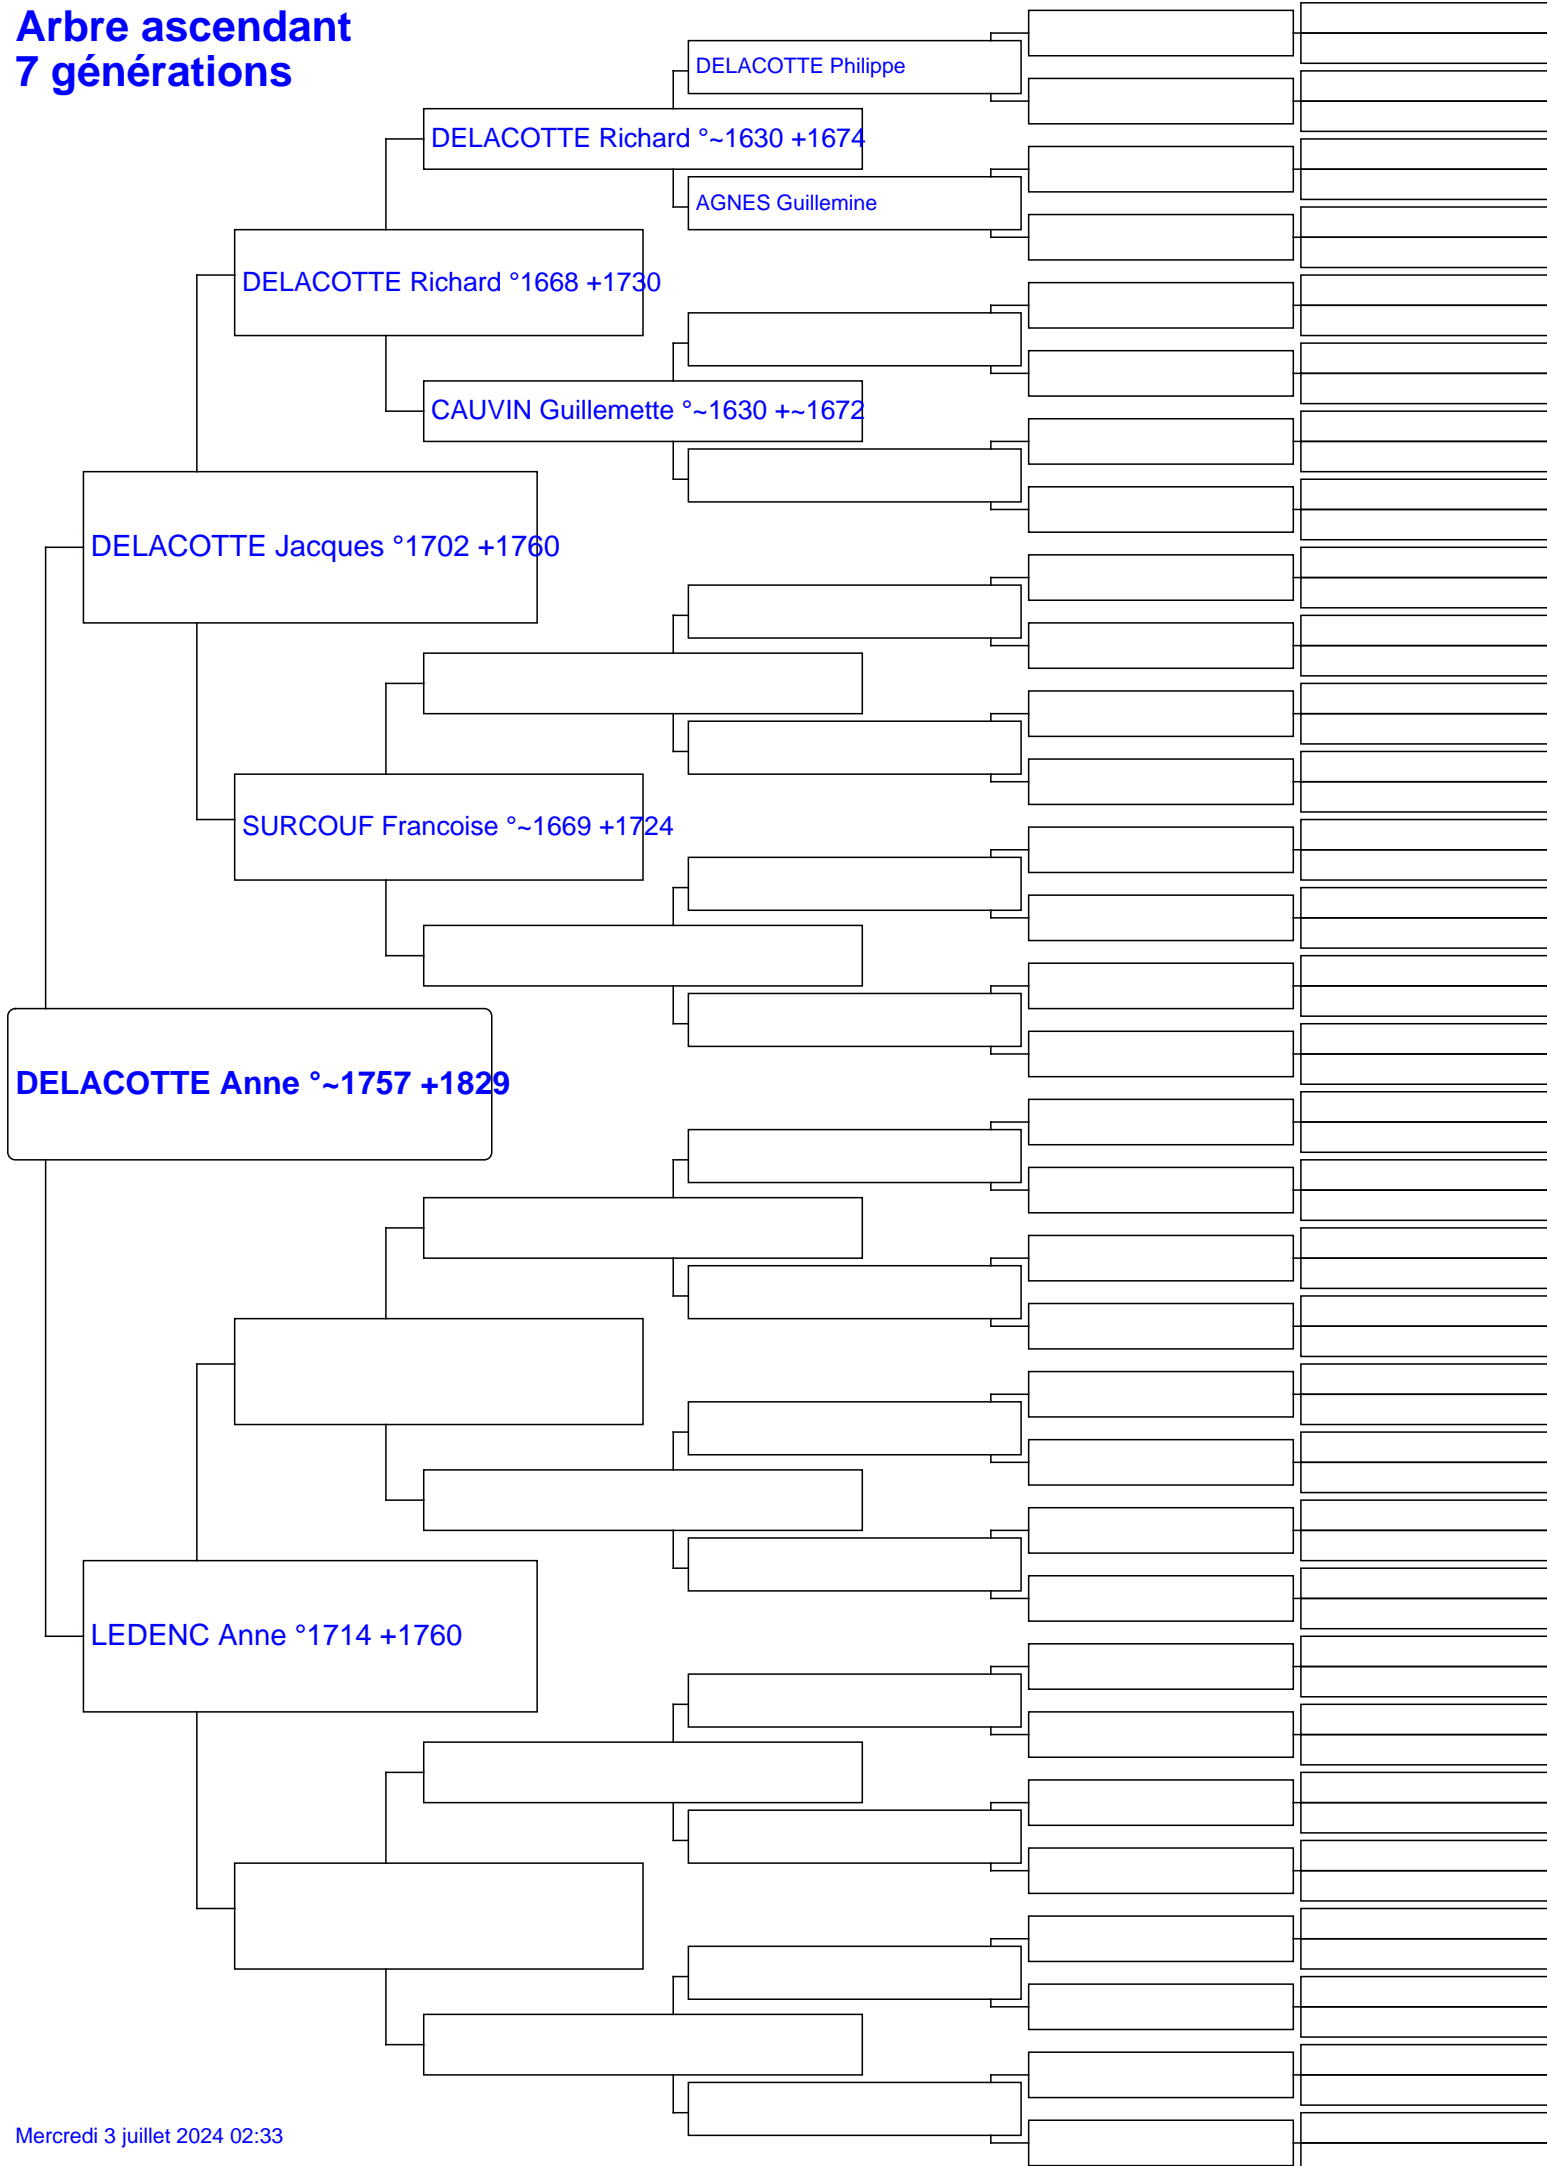 Arbre ascendant
7 générations
DELACOTTE Philippe
DELACOTTE Richard °~1630 +1674
AGNES Guillemine
DELACOTTE Richard °1668 +1730
CAUVIN Guillemette °~1630 +~1672
DELACOTTE Jacques °1702 +1760
SURCOUF Francoise °~1669 +1724
DELACOTTE Anne °~1757 +1829
LEDENC Anne °1714 +1760
Mercredi 3 juillet 2024 02:33